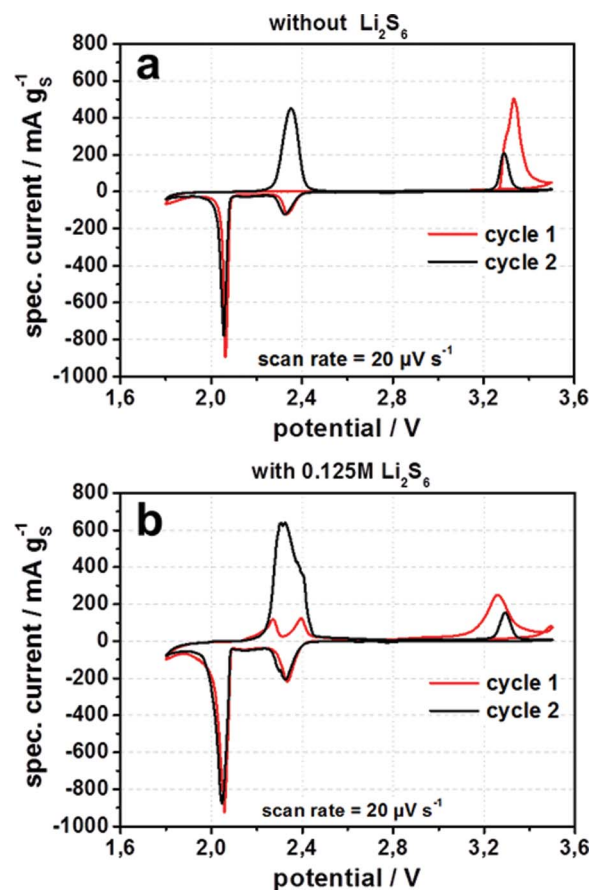 without Li₂S₆
a
spec. current / mA g_S⁻¹
800
600
400
200
0
-200
-400
-600
-800
-1000
cycle 1
cycle 2
scan rate = 20 µV s⁻¹
1,6 2,0 2,4 2,8 3,2 3,6
potential / V
with 0.125M Li₂S₆
b
spec. current / mA g_S⁻¹
800
600
400
200
0
-200
-400
-600
-800
-1000
cycle 1
cycle 2
scan rate = 20 µV s⁻¹
1,6 2,0 2,4 2,8 3,2 3,6
potential / V